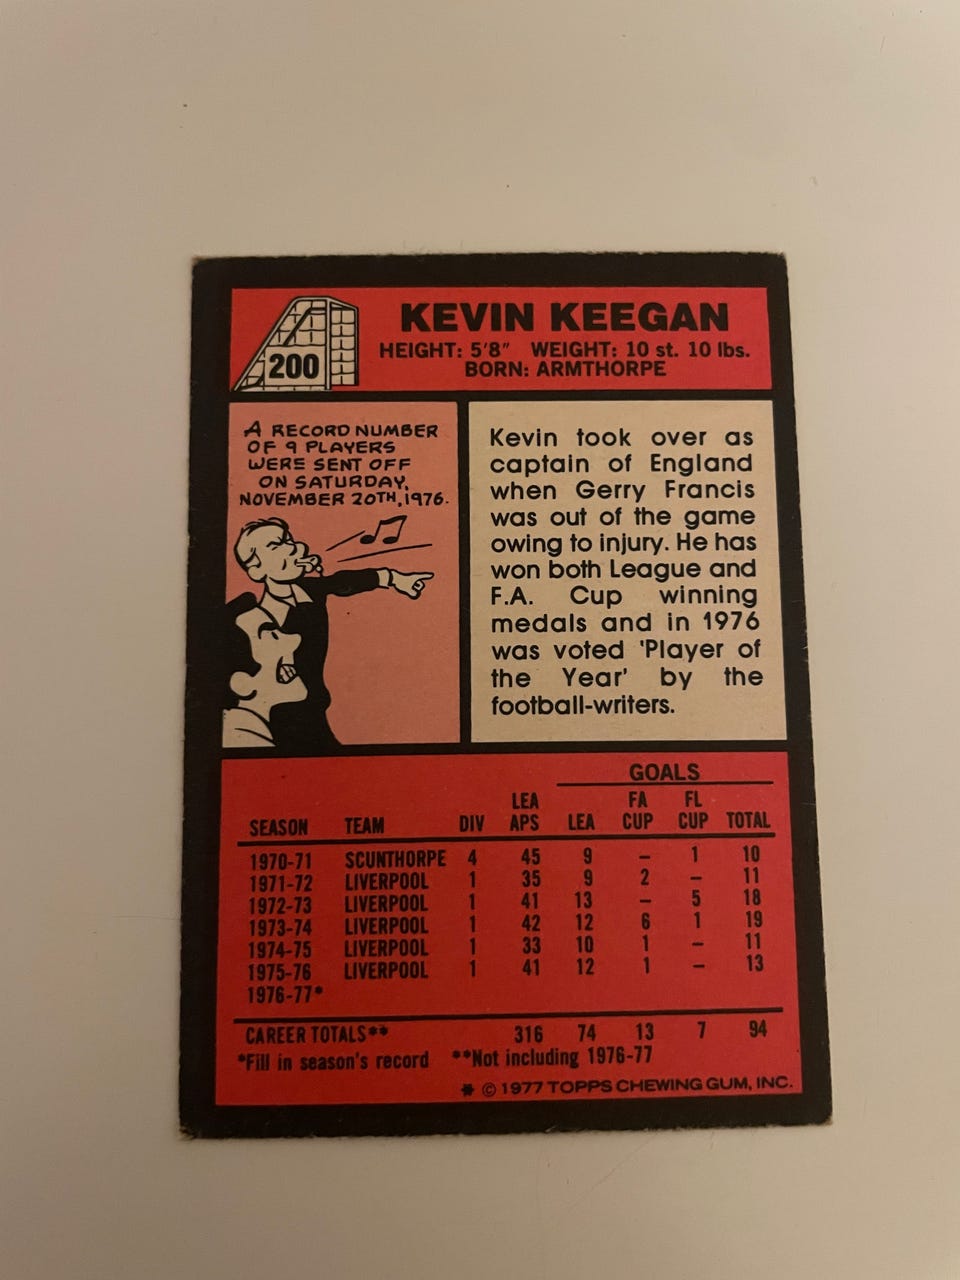 200
KEVIN KEEGAN
HEIGHT: 5'8" WEIGHT: 10 st. 10 lbs.
BORN: ARMTHORPE
A RECORD NUMBER
OF 9 PLAYERS
WERE SENT OFF
ON SATURDAY,
NOVEMBER 20TH, 1976.
Kevin took over as
captain of England
when Gerry Francis
was out of the game
owing to injury. He has
won both League and
F.A. Cup winning
medals and in 1976
was voted 'Player of
the Year' by the
football-writers.
GOALS
LEA FA FL
SEASON TEAM DIV APS LEA CUP CUP TOTAL
1970-71 SCUNTHORPE 4 45 9 – 1 10
1971-72 LIVERPOOL 1 35 9 2 – 11
1972-73 LIVERPOOL 1 41 13 – 5 18
1973-74 LIVERPOOL 1 42 12 6 1 19
1974-75 LIVERPOOL 1 33 10 1 – 11
1975-76 LIVERPOOL 1 41 12 1 – 13
1976-77*
CAREER TOTALS** 316 74 13 7 94
*Fill in season's record **Not including 1976-77
* © 1977 TOPPS CHEWING GUM, INC.